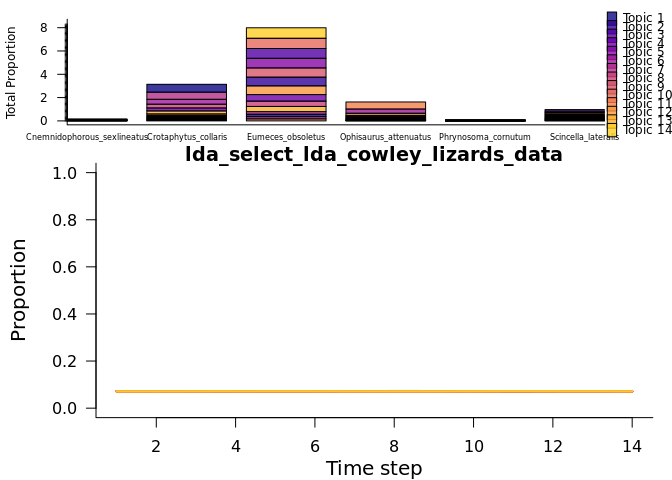 Total Proportion
8
6
4
2
0
Cnemnidophorous_sexlineatus
Crotaphytus_collaris
Eumeces_obsoletus
Ophisaurus_attenuatus
Phrynosoma_cornutum
Scincella_lateralis
Topic 1
Topic 2
Topic 3
Topic 4
Topic 5
Topic 6
Topic 7
Topic 8
Topic 9
Topic 10
Topic 11
Topic 12
Topic 13
Topic 14
lda_select_lda_cowley_lizards_data
Proportion
1.0
0.8
0.6
0.4
0.2
0.0
2 4 6 8 10 12 14
Time step